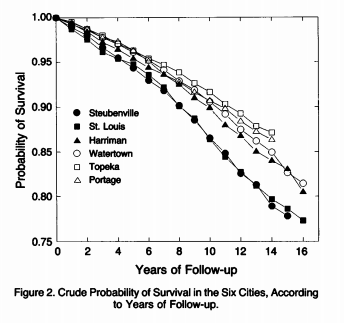 1.00
0.95
0.90
0.85
0.80
0.75
Probability of Survival
Steubenville
St. Louis
Harriman
Watertown
Topeka
Portage
0 2 4 6 8 10 12 14 16
Years of Follow-up
Figure 2. Crude Probability of Survival in the Six Cities, According
to Years of Follow-up.